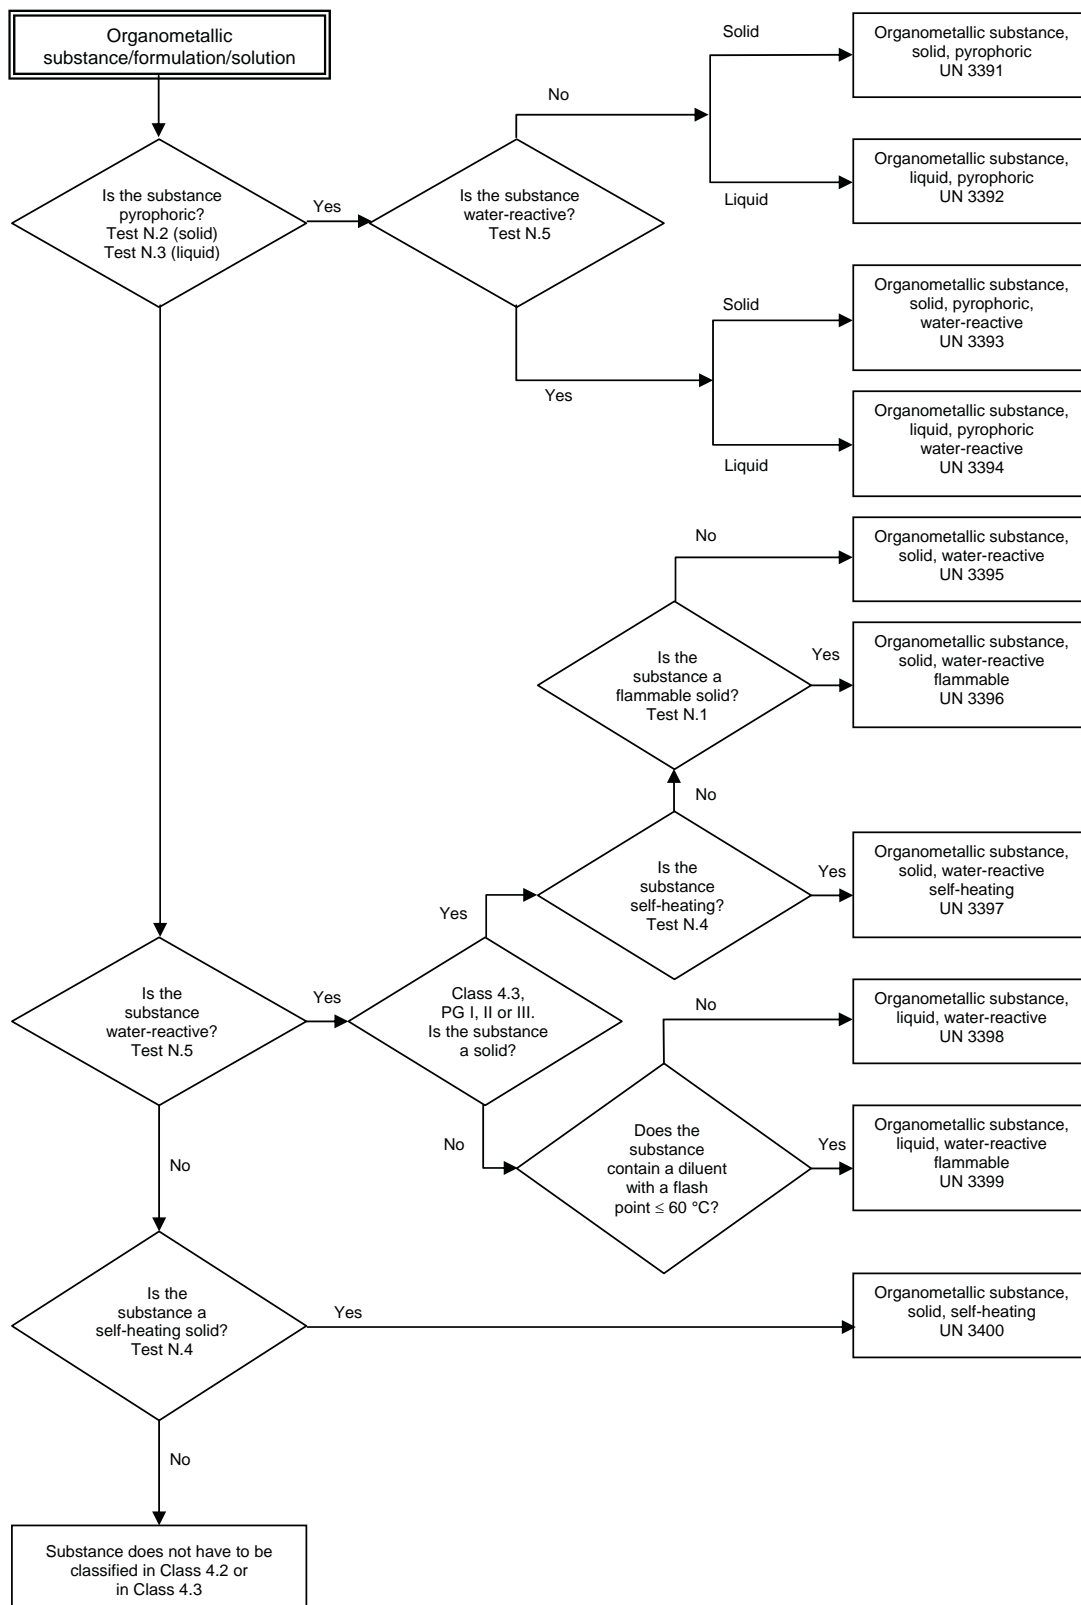 Organometallic
substance/formulation/solution
Is the substance
pyrophoric?
Test N.2 (solid)
Test N.3 (liquid)
Yes
Is the substance
water-reactive?
Test N.5
No
Solid
Organometallic substance,
solid, pyrophoric
UN 3391
Liquid
Organometallic substance,
liquid, pyrophoric
UN 3392
Yes
Solid
Organometallic substance,
solid, pyrophoric,
water-reactive
UN 3393
Liquid
Organometallic substance,
liquid, pyrophoric
water-reactive
UN 3394
No
Organometallic substance,
solid, water-reactive
UN 3395
Is the
substance a
flammable solid?
Test N.1
Yes
Organometallic substance,
solid, water-reactive
flammable
UN 3396
No
Is the
substance
self-heating?
Test N.4
Yes
Organometallic substance,
solid, water-reactive
self-heating
UN 3397
Yes
Is the
substance
water-reactive?
Test N.5
Yes
Class 4.3,
PG I, II or III.
Is the substance
a solid?
No
Organometallic substance,
liquid, water-reactive
UN 3398
No
Does the
substance
contain a diluent
with a flash
point ≤ 60 °C?
Yes
Organometallic substance,
liquid, water-reactive
flammable
UN 3399
No
Is the
substance a
self-heating solid?
Test N.4
Yes
Organometallic substance,
solid, self-heating
UN 3400
No
Substance does not have to be
classified in Class 4.2 or
in Class 4.3